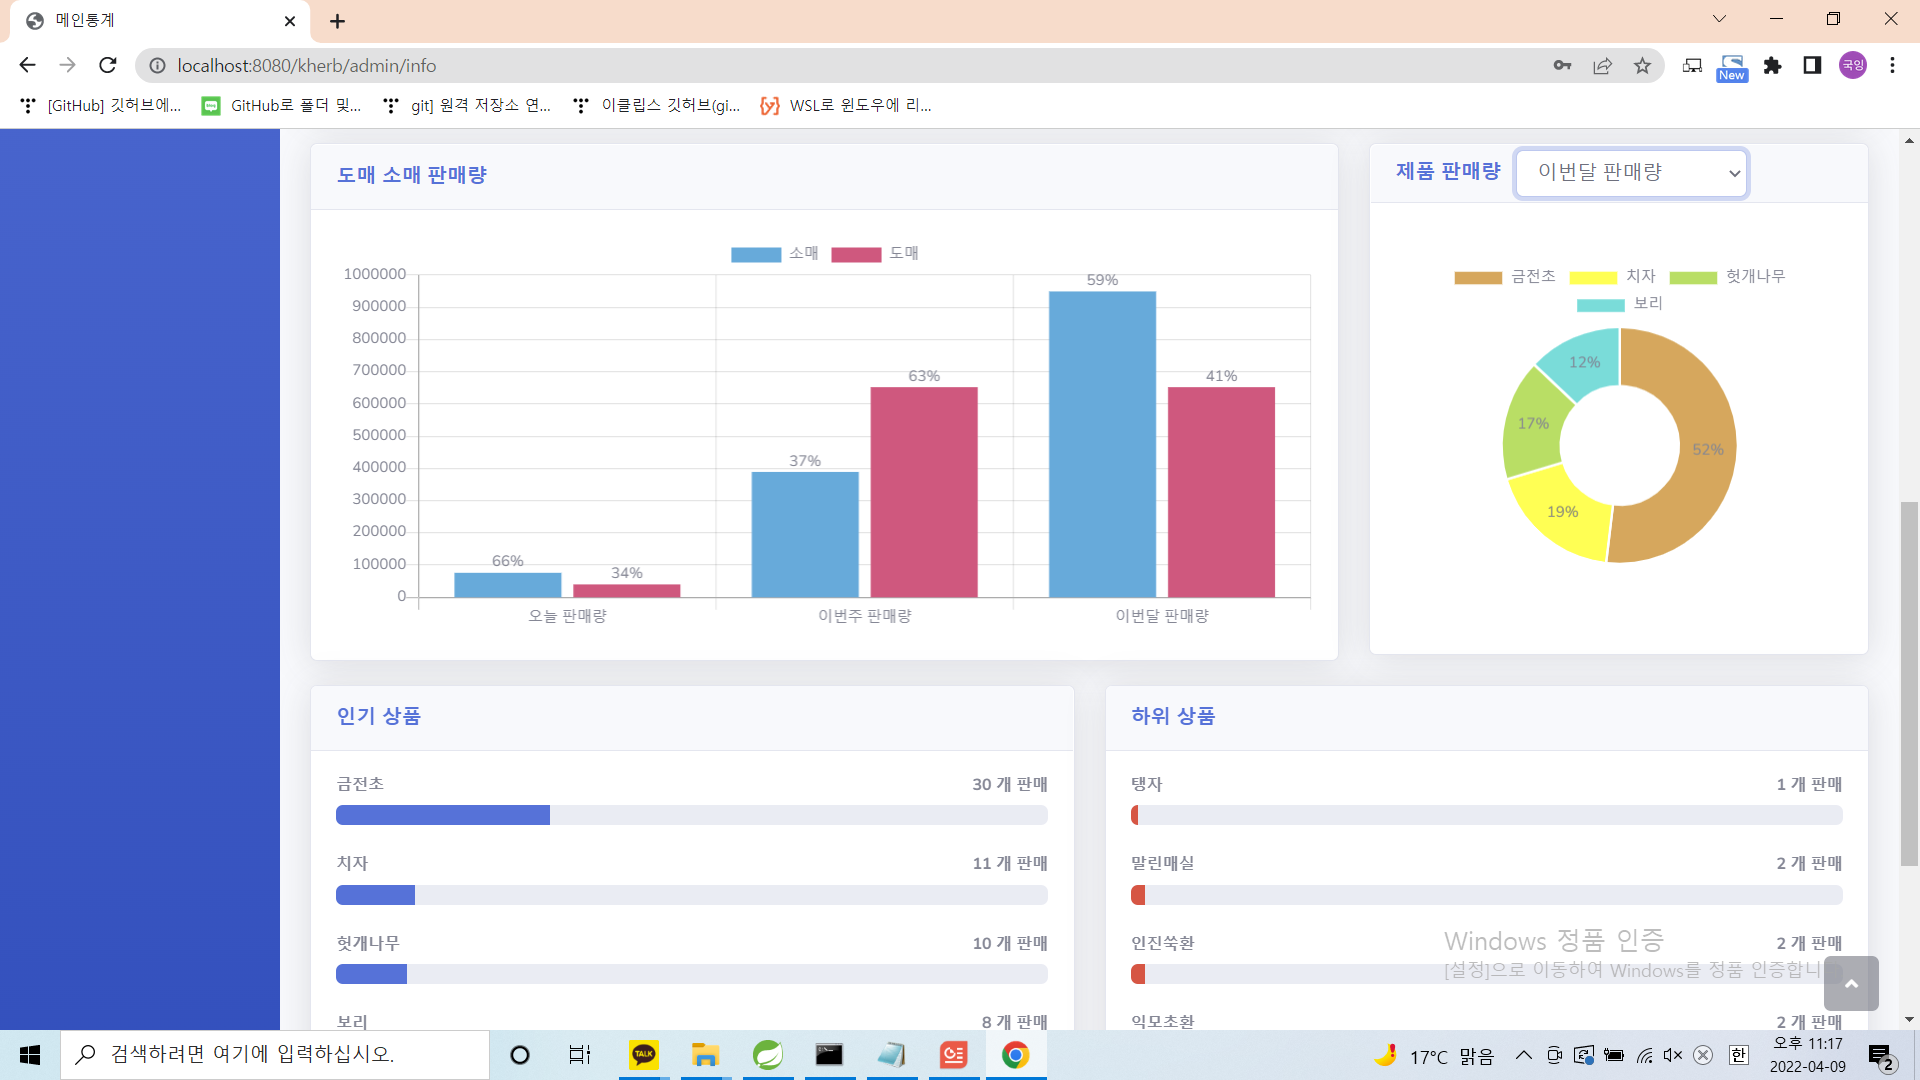 메인통계
localhost:8080/kherb/admin/info
New
국잉
[GitHub] 깃허브에...
GitHub로 폴더 및...
git] 원격 저장소 연...
이클립스 깃허브(gi...
WSL로 윈도우에 리...
도매 소매 판매량
소매 도매
1000000
900000
800000
700000
600000
500000
400000
300000
200000
100000
0
66%
34%
37%
63%
59%
41%
오늘 판매량
이번주 판매량
이번달 판매량
제품 판매량
이번달 판매량
금전초 치자 헛개나무
보리
12%
17%
52%
19%
인기 상품
금전초 30 개 판매
치자 11 개 판매
헛개나무 10 개 판매
보리 8 개 판매
하위 상품
탱자 1 개 판매
말린매실 2 개 판매
인진쑥환 2 개 판매
익모초환 2 개 판매
Windows 정품 인증
[설정]으로 이동하여 Windows를 정품 인증합니
검색하려면 여기에 입력하십시오.
TALK
17°C 맑음
한
오후 11:17
2022-04-09
2